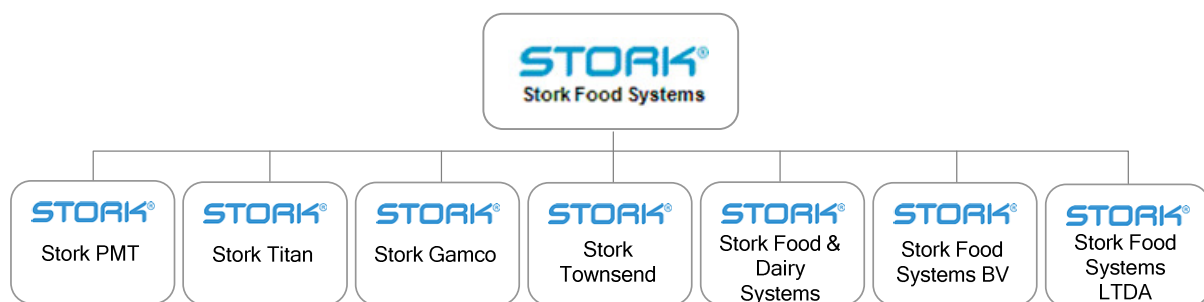 STORK®
Stork Food Systems
STORK®
Stork PMT
STORK®
Stork Titan
STORK®
Stork Gamco
STORK®
Stork
Townsend
STORK®
Stork Food &
Dairy
Systems
STORK®
Stork Food
Systems BV
STORK®
Stork Food
Systems
LTDA